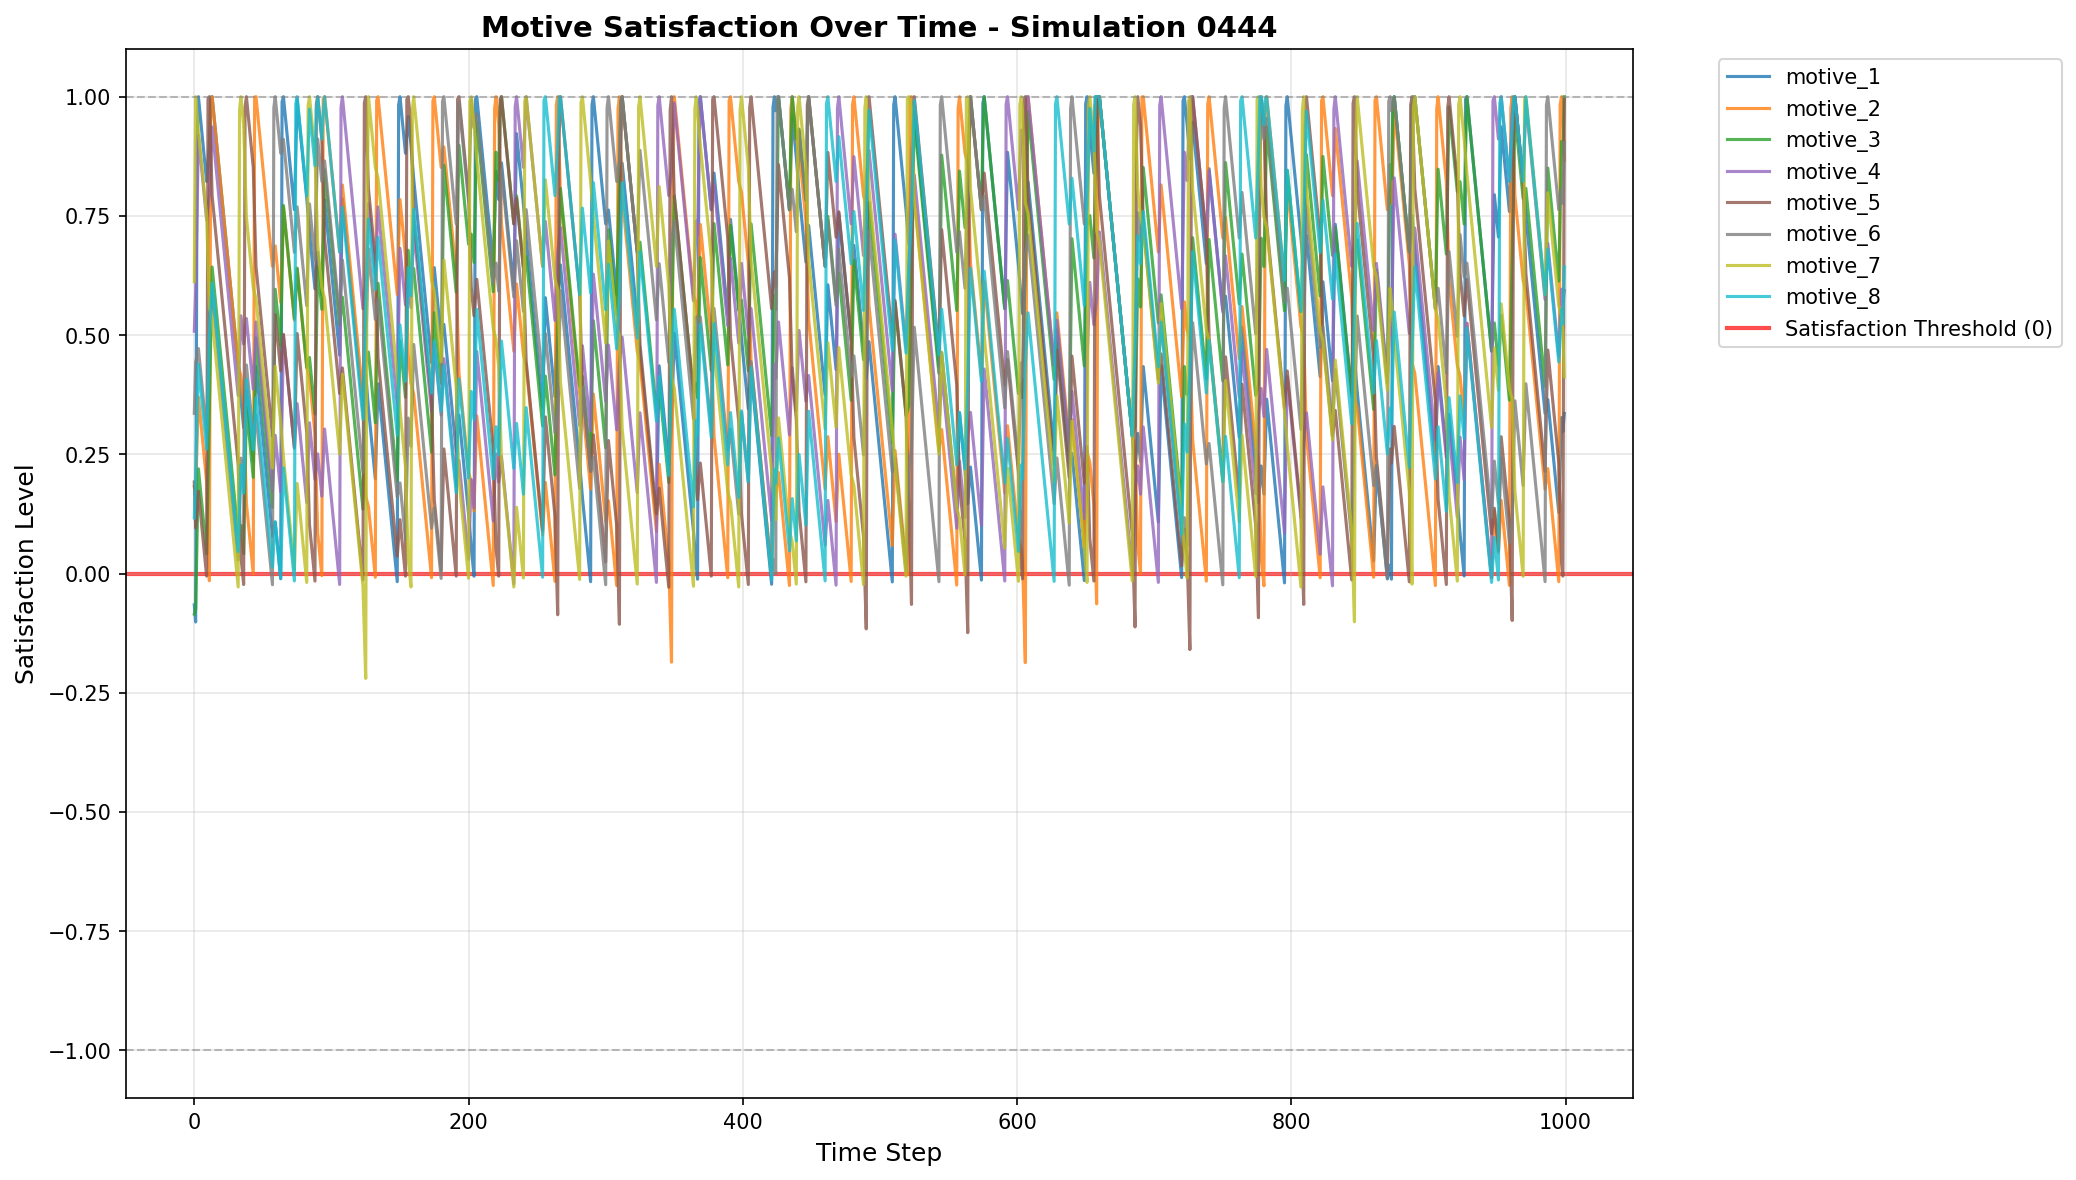 Motive Satisfaction Over Time - Simulation 0444
Satisfaction Level
1.00
0.75
0.50
0.25
0.00
−0.25
−0.50
−0.75
−1.00
0
200
400
600
800
1000
Time Step
motive_1
motive_2
motive_3
motive_4
motive_5
motive_6
motive_7
motive_8
Satisfaction Threshold (0)